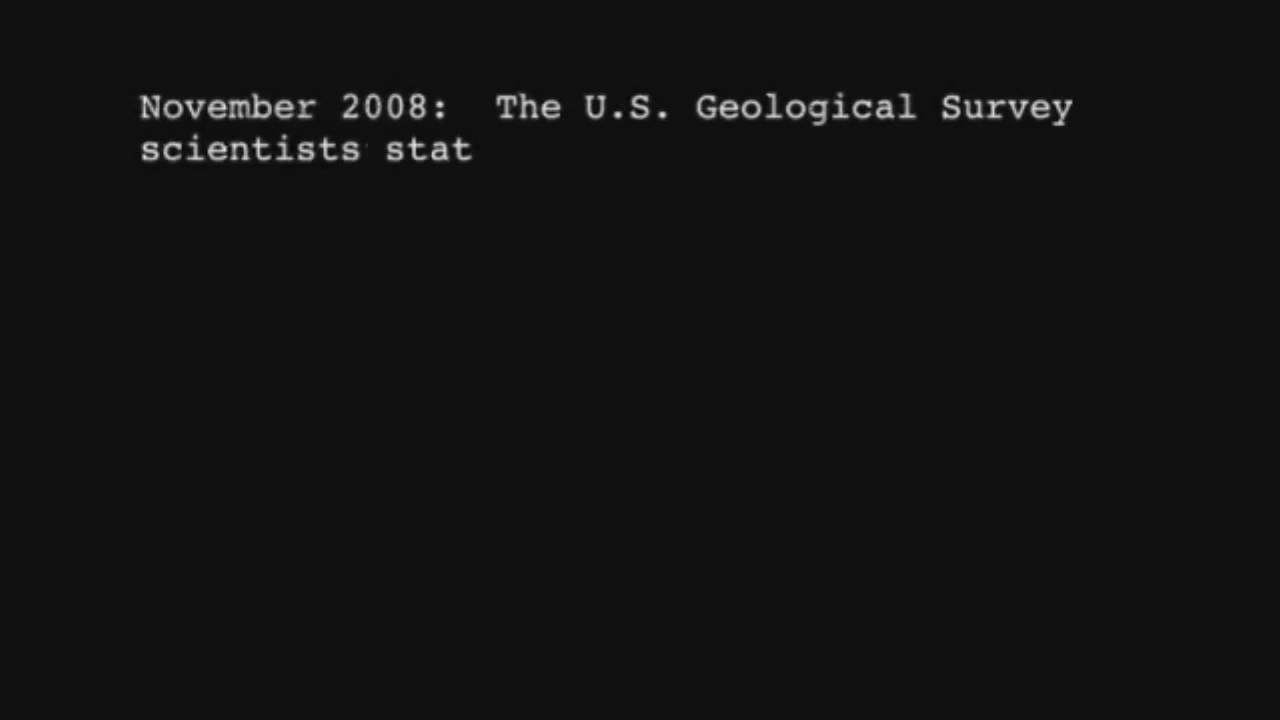 November 2008:  The U.S. Geological Survey
scientists stat